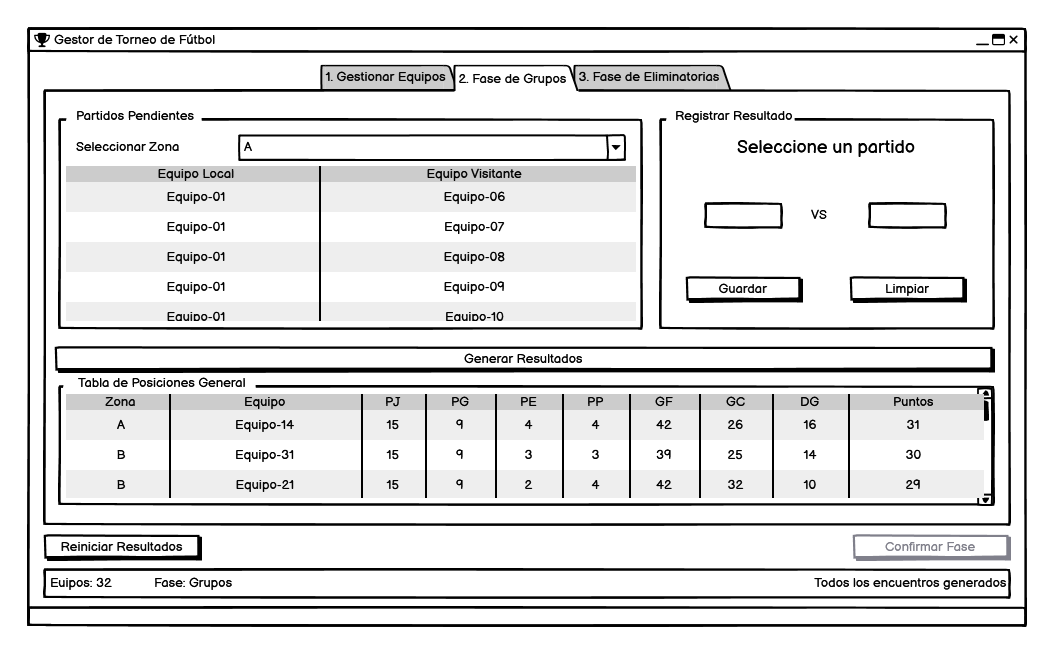 Gestor de Torneo de Fútbol
1. Gestionar Equipos 2. Fase de Grupos 3. Fase de Eliminatorias
Partidos Pendientes
Seleccionar Zona A
Equipo Local Equipo Visitante
Equipo-01 Equipo-06
Equipo-01 Equipo-07
Equipo-01 Equipo-08
Equipo-01 Equipo-09
Equipo-01 Equipo-10
Registrar Resultado
Seleccione un partido
VS
Guardar Limpiar
Generar Resultados
Tabla de Posiciones General
Zona Equipo PJ PG PE PP GF GC DG Puntos
A Equipo-14 15 9 4 4 42 26 16 31
B Equipo-31 15 9 3 3 39 25 14 30
B Equipo-21 15 9 2 4 42 32 10 29
Reiniciar Resultados Confirmar Fase
Euipos: 32 Fase: Grupos Todos los encuentros generados